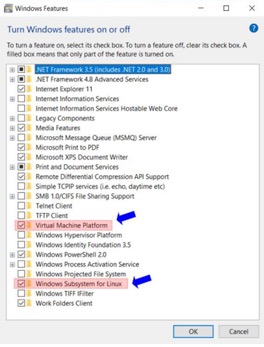 Windows Features
Turn Windows features on or off
To turn a feature on, select its check box. To turn a feature off, clear its check box. A
filled box means that only part of the feature is turned on.
.NET Framework 3.5 (includes .NET 2.0 and 3.0)
.NET Framework 4.8 Advanced Services
Internet Explorer 11
Internet Information Services
Internet Information Services Hostable Web Core
Legacy Components
Media Features
Microsoft Message Queue (MSMQ) Server
Microsoft Print to PDF
Microsoft XPS Document Writer
Print and Document Services
Remote Differential Compression API Support
Simple TCPIP services (i.e. echo, daytime etc)
SMB 1.0/CIFS File Sharing Support
Telnet Client
TFTP Client
Virtual Machine Platform
Windows Hypervisor Platform
Windows Identity Foundation 3.5
Windows PowerShell 2.0
Windows Process Activation Service
Windows Projected File System
Windows Subsystem for Linux
Windows TIFF IFilter
Work Folders Client
OK
Cancel